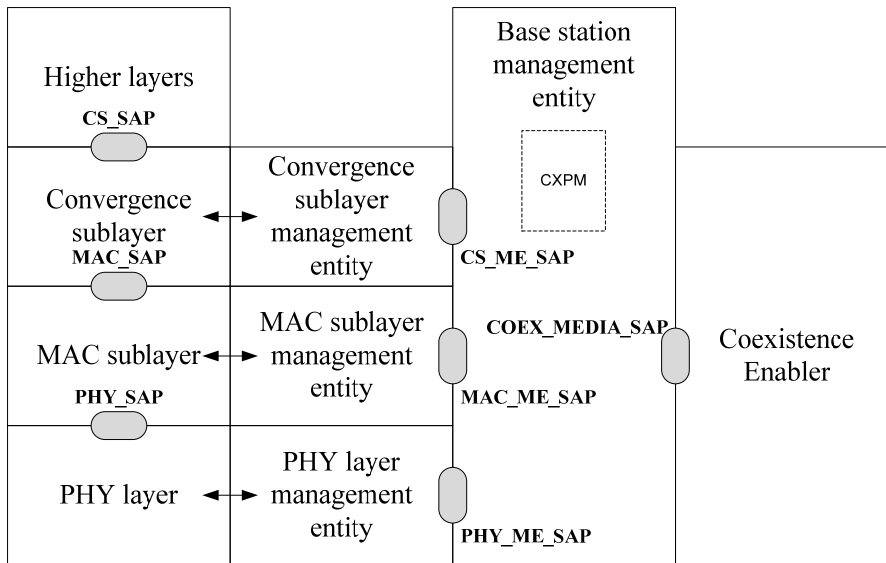 Higher layers
CS_SAP
Convergence
sublayer
MAC_SAP
MAC sublayer
PHY_SAP
PHY layer
Convergence
sublayer
management
entity
MAC sublayer
management
entity
PHY layer
management
entity
Base station
management
entity
CXPM
CS_ME_SAP
COEX_MEDIA_SAP
MAC_ME_SAP
PHY_ME_SAP
Coexistence
Enabler